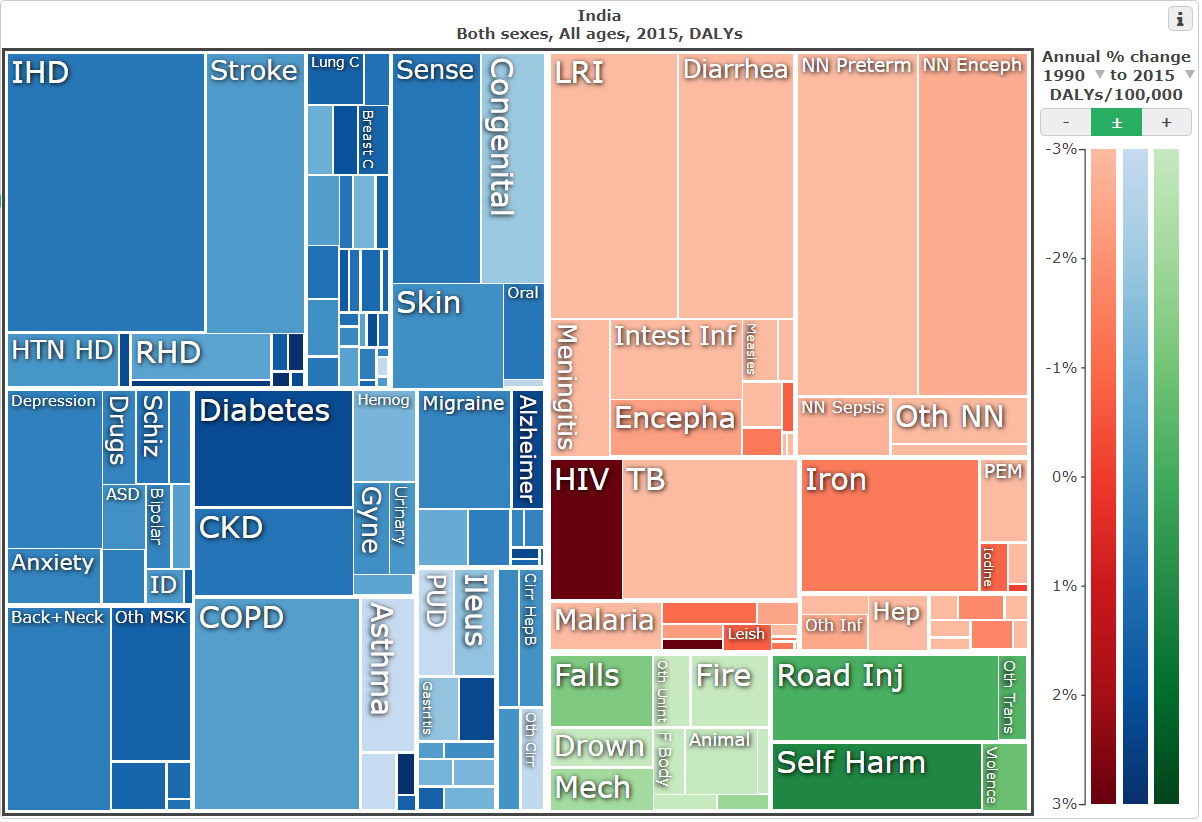 India
Both sexes, All ages, 2015, DALYs
i
IHD
Stroke
Lung C
Breast C
Sense
Congenital
HTN HD
RHD
Skin
Oral
LRI
Diarrhea
NN Preterm
NN Enceph
Meningitis
Intest Inf
Measles
Encepha
NN Sepsis
Oth NN
Depression
Drugs
Schiz
ASD
Bipolar
Anxiety
ID
Diabetes
Hemog
CKD
Gyne
Urinary
Migraine
Alzheimer
HIV
TB
Iron
PEM
Iodine
Back+Neck
Oth MSK
COPD
Asthma
PUD
Ileus
Cirr HepB
Gastritis
Oth Cirr
Malaria
Leish
Oth Inf
Hep
Falls
Oth Unint
Fire
Road Inj
Oth Trans
Drown
F Body
Animal
Mech
Self Harm
Violence
Annual % change
1990 ▼ to 2015 ▼
DALYs/100,000
- ± +
-3%
-2%
-1%
0%
1%
2%
3%